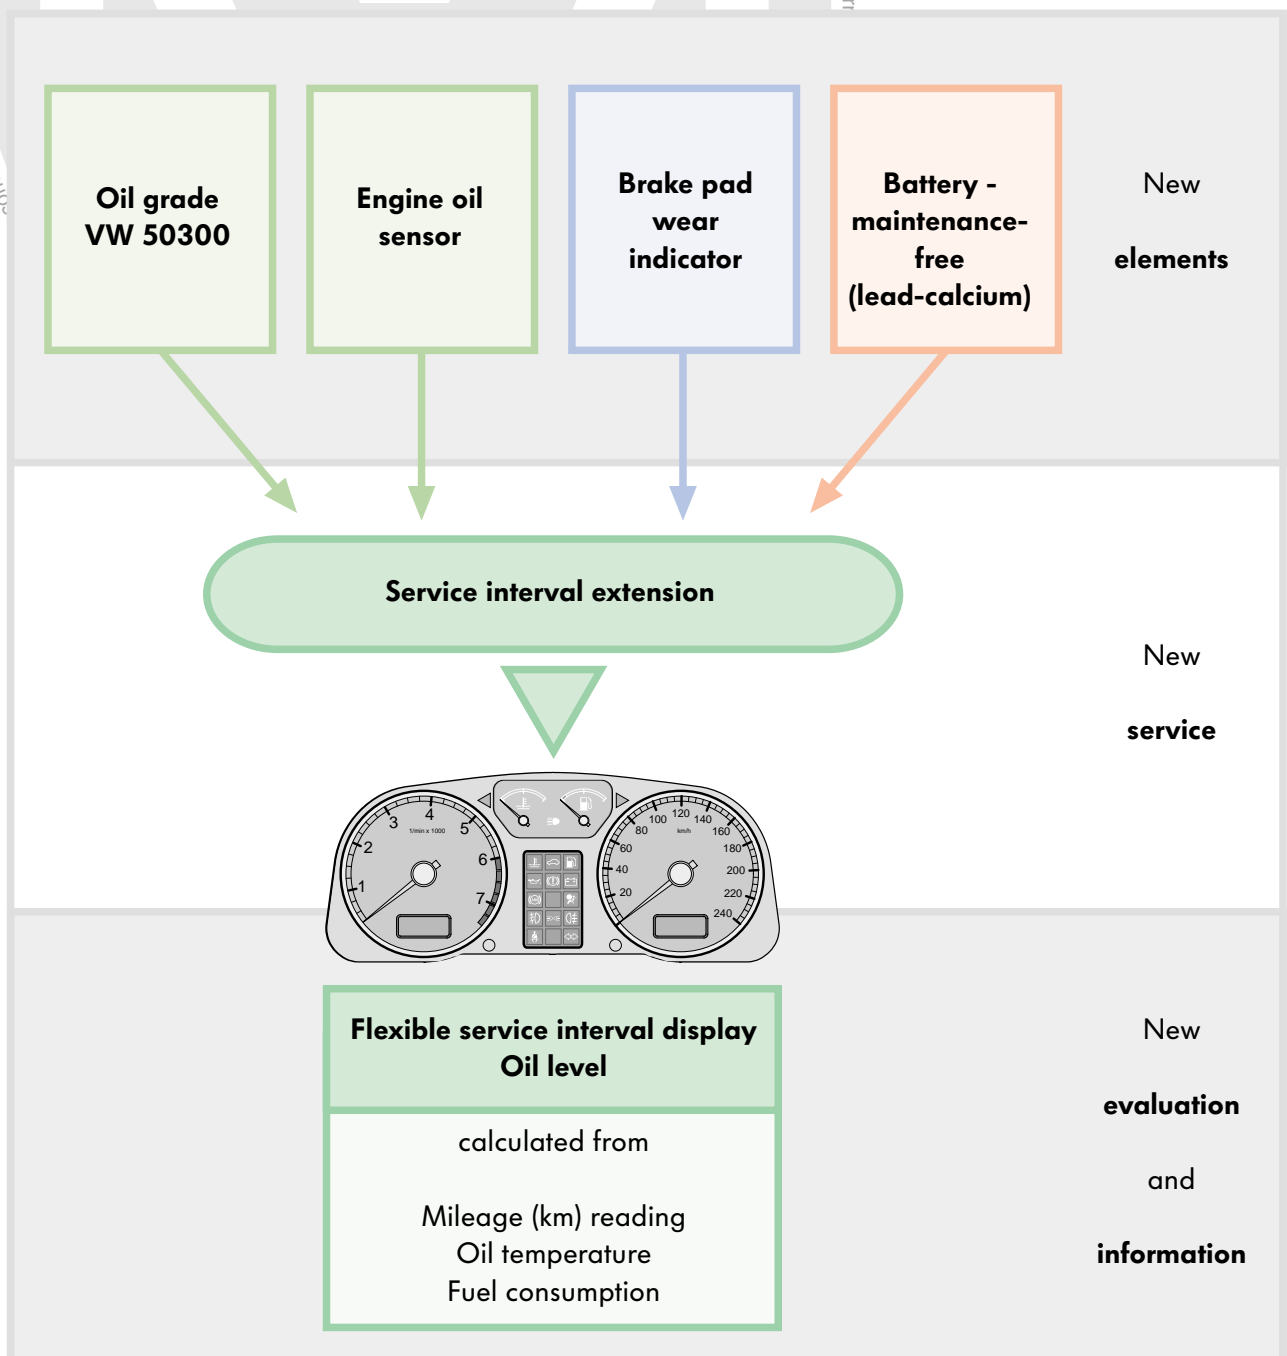 Oil grade
VW 50300
Engine oil
sensor
Brake pad
wear
indicator
Battery -
maintenance-
free
(lead-calcium)
New
elements
Service interval extension
New
service
1
2
3
4
5
6
7
1/min x 1000
20
40
60
80
100
120
140
160
180
200
220
240
km/h
Flexible service interval display
Oil level
calculated from
Mileage (km) reading
Oil temperature
Fuel consumption
New
evaluation
and
information